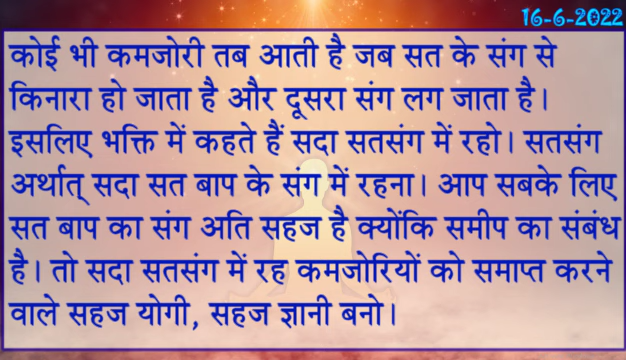 16-6-2022
कोई भी कमजोरी तब आती है जब सत के संग से
किनारा हो जाता है और दूसरा संग लग जाता है।
इसलिए भक्ति में कहते हैं सदा सतसंग में रहो। सतसंग
अर्थात् सदा सत बाप के संग में रहना। आप सबके लिए
सत बाप का संग अति सहज है क्योंकि समीप का संबंध
है। तो सदा सतसंग में रह कमजोरियों को समाप्त करने
वाले सहज योगी, सहज ज्ञानी बनो।